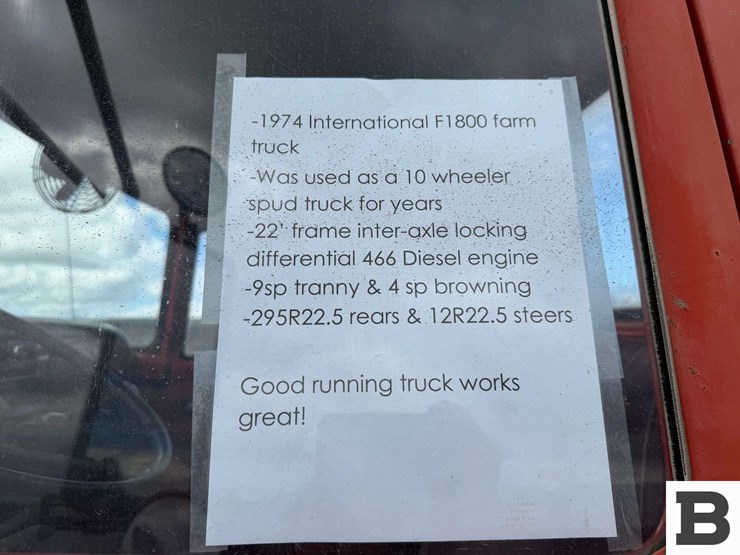 -1974 International F1800 farm
truck
-Was used as a 10 wheeler
spud truck for years
-22' frame inter-axle locking
differential 466 Diesel engine
-9sp tranny & 4 sp browning
-295R22.5 rears & 12R22.5 steers
Good running truck works
great!
B